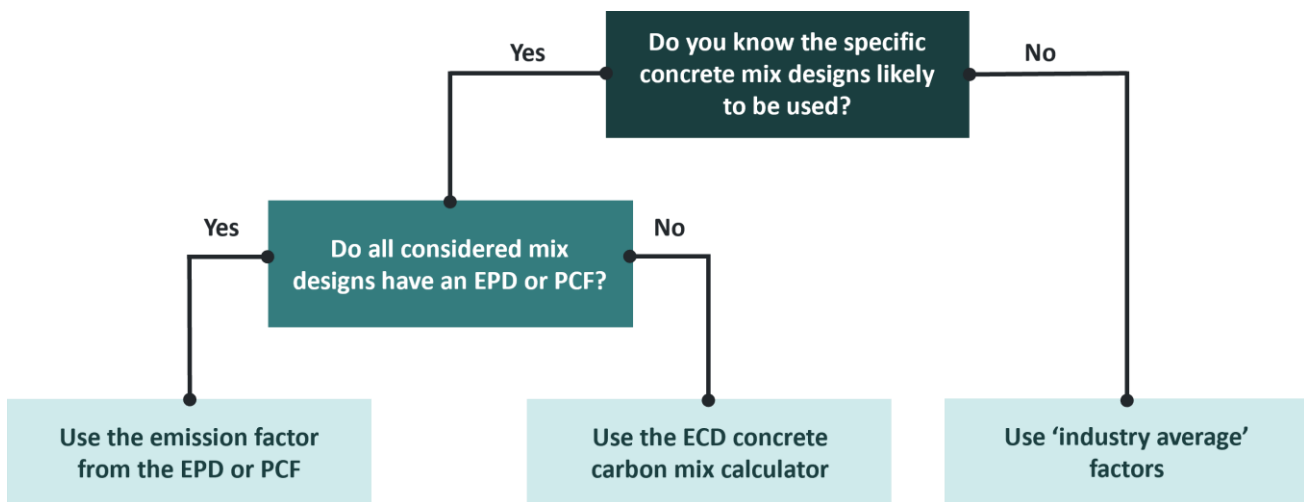 Do you know the specific
concrete mix designs likely
to be used?
Yes
No
Do all considered mix
designs have an EPD or PCF?
Yes
No
Use the emission factor
from the EPD or PCF
Use the ECD concrete
carbon mix calculator
Use ‘industry average’
factors